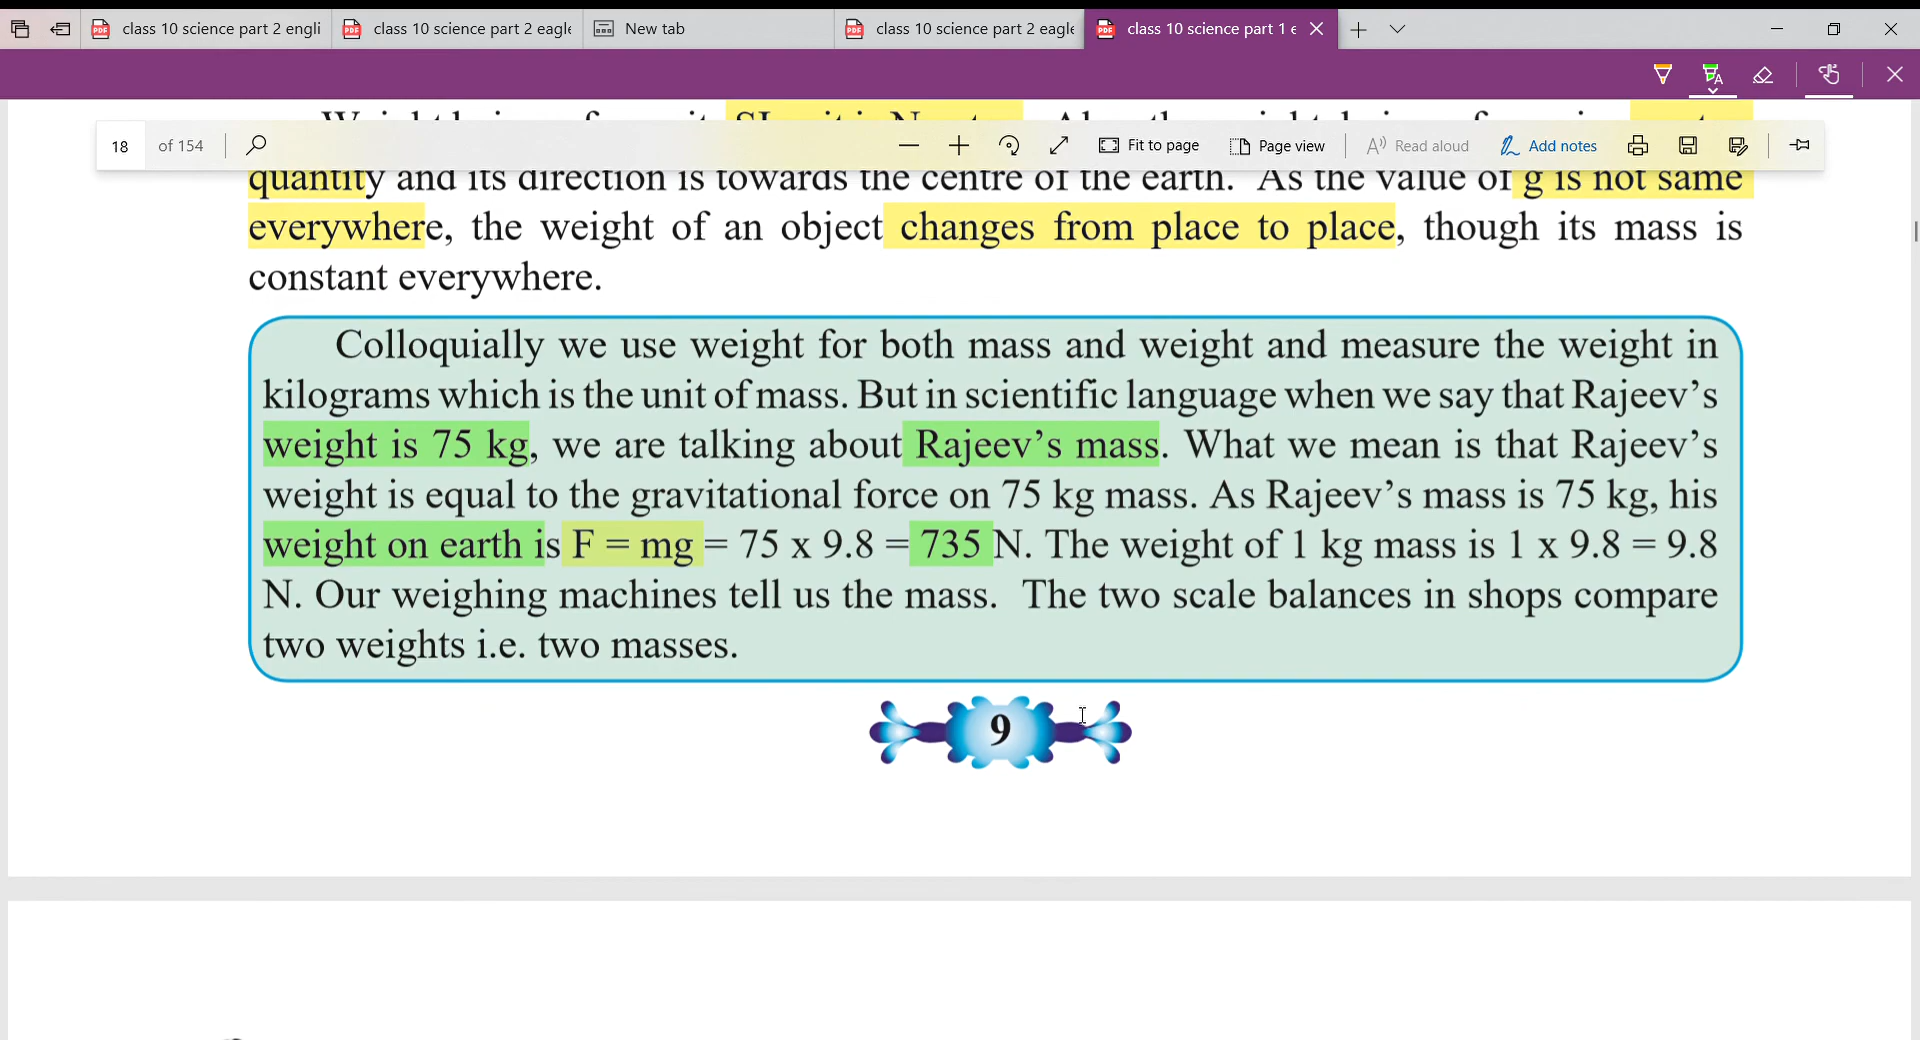 class 10 science part 2 engli
class 10 science part 2 eagle
New tab
class 10 science part 2 eagle
class 10 science part 1 e
18 of 154
Fit to page
Page view
Read aloud
Add notes
quantity and its direction is towards the centre of the earth. As the value of g is not same
everywhere, the weight of an object changes from place to place, though its mass is
constant everywhere.
Colloquially we use weight for both mass and weight and measure the weight in
kilograms which is the unit of mass. But in scientific language when we say that Rajeev’s
weight is 75 kg, we are talking about Rajeev’s mass. What we mean is that Rajeev’s
weight is equal to the gravitational force on 75 kg mass. As Rajeev’s mass is 75 kg, his
weight on earth is F = mg = 75 x 9.8 = 735 N. The weight of 1 kg mass is 1 x 9.8 = 9.8
N. Our weighing machines tell us the mass. The two scale balances in shops compare
two weights i.e. two masses.
9